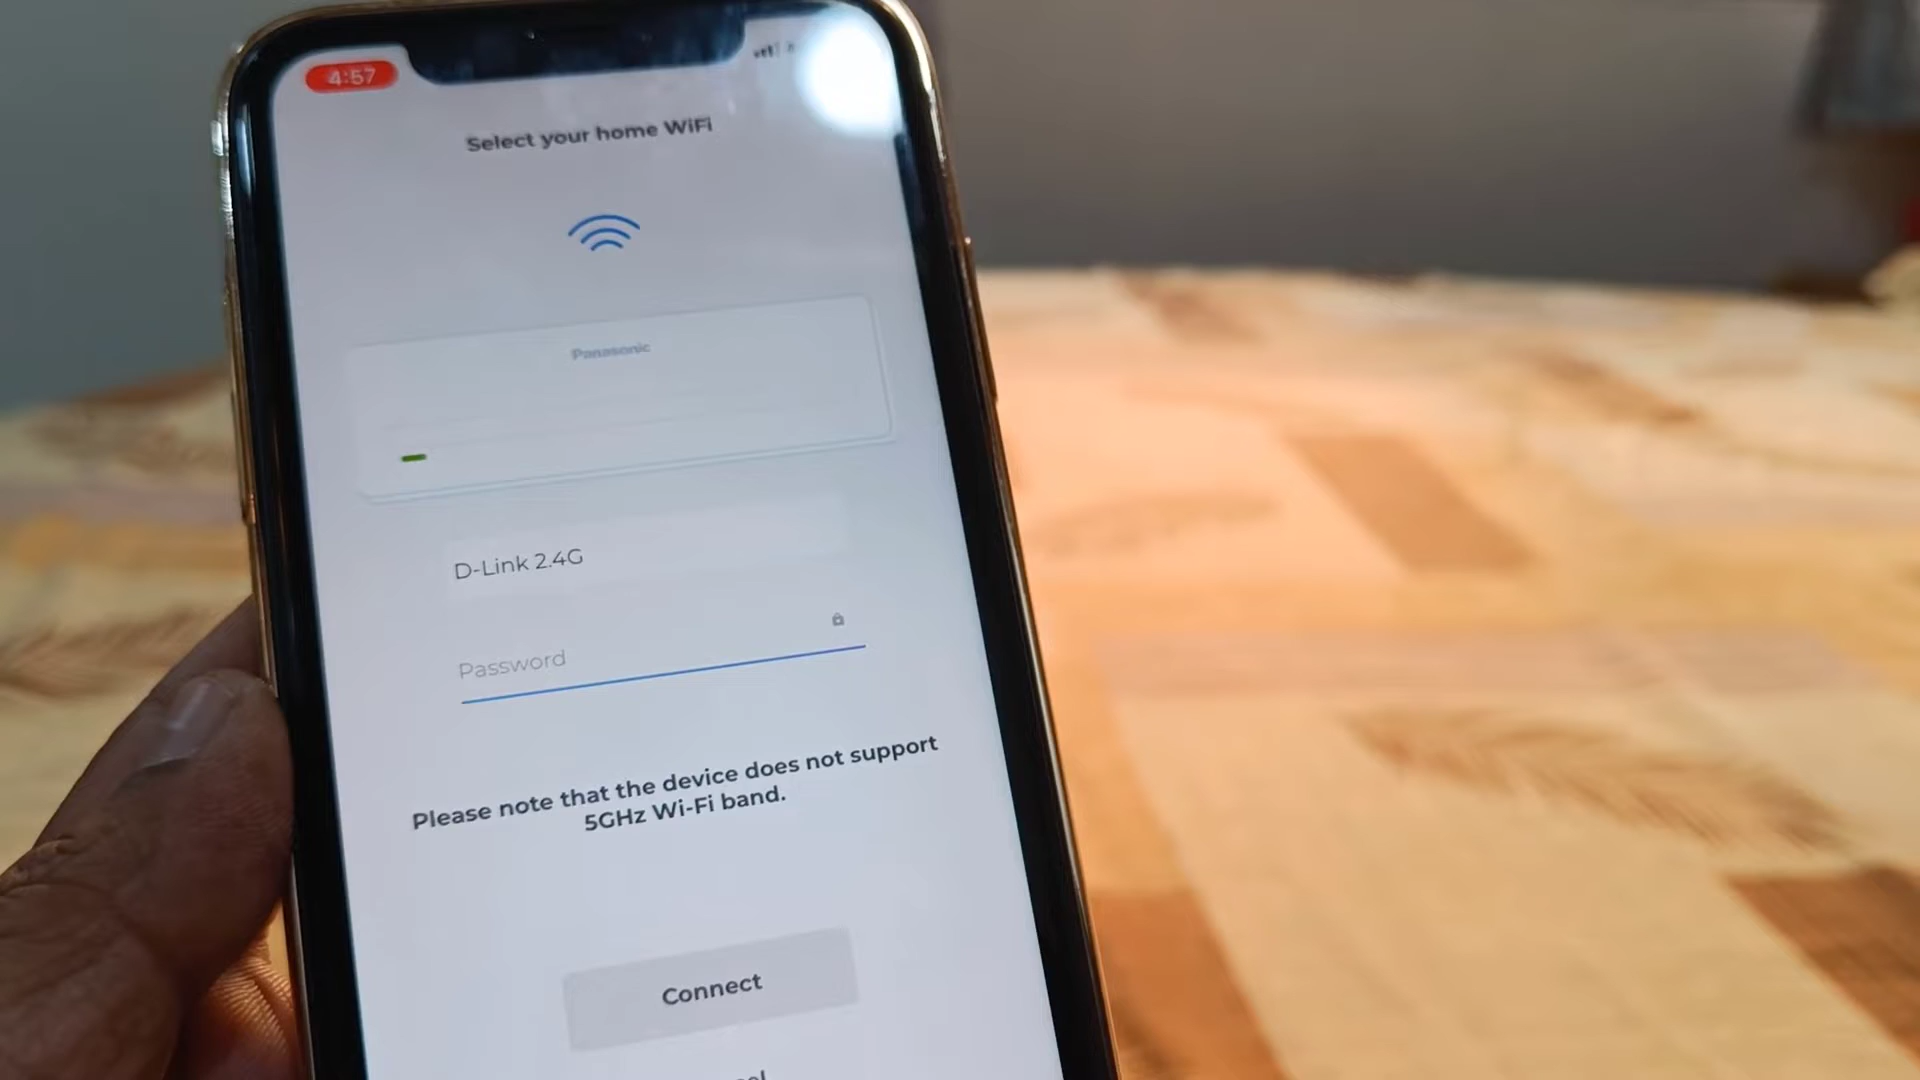 4:57
Select your home WiFi
Panasonic
D-Link 2.4G
Password
Please note that the device does not support
5GHz Wi-Fi band.
Connect